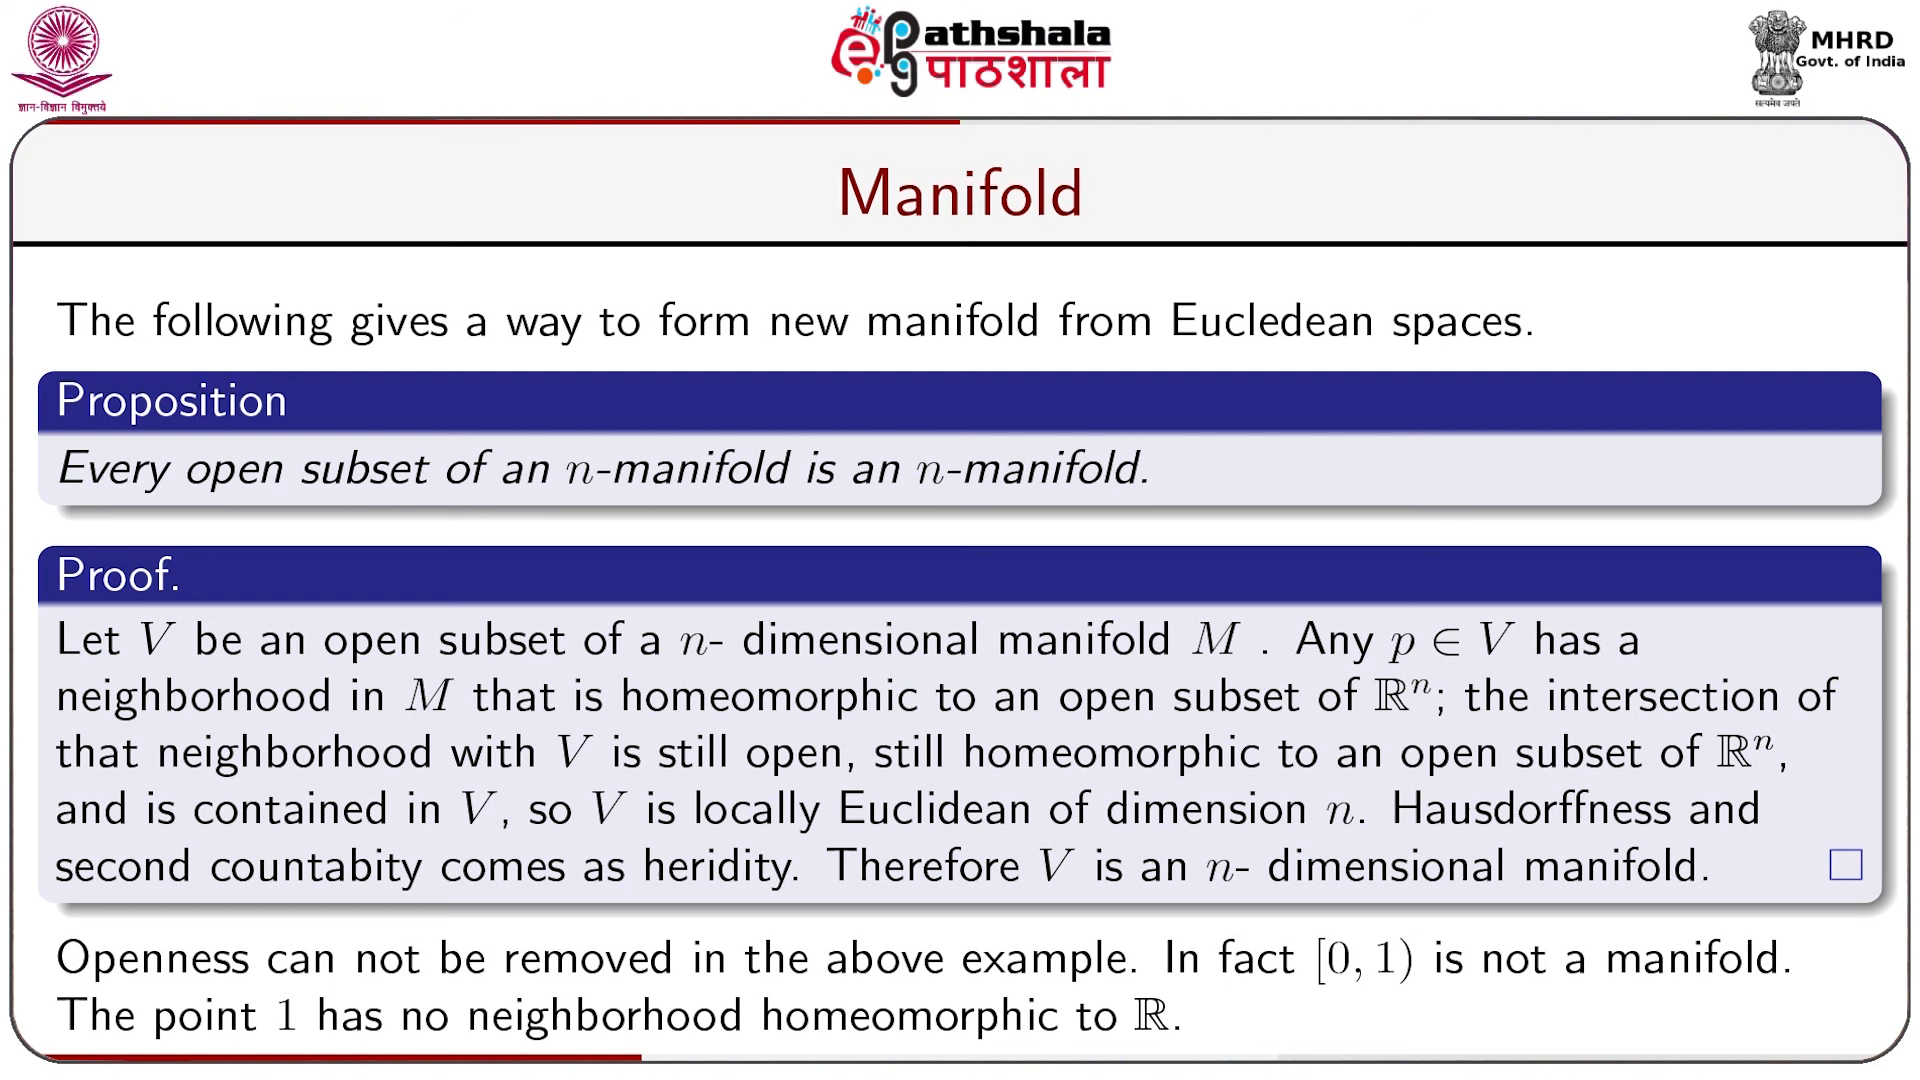 ज्ञान-विज्ञान विमुक्तये
ePathshala
पाठशाला
MHRD
Govt. of India
सत्यमेव जयते
Manifold
The following gives a way to form new manifold from Eucledean spaces.
Proposition
Every open subset of an n-manifold is an n-manifold.
Proof.
Let V be an open subset of a n- dimensional manifold M . Any p ∈ V has a
neighborhood in M that is homeomorphic to an open subset of ℝⁿ; the intersection of
that neighborhood with V is still open, still homeomorphic to an open subset of ℝⁿ,
and is contained in V, so V is locally Euclidean of dimension n. Hausdorffness and
second countabity comes as heridity. Therefore V is an n- dimensional manifold. □
Openness can not be removed in the above example. In fact [0, 1) is not a manifold.
The point 1 has no neighborhood homeomorphic to ℝ.